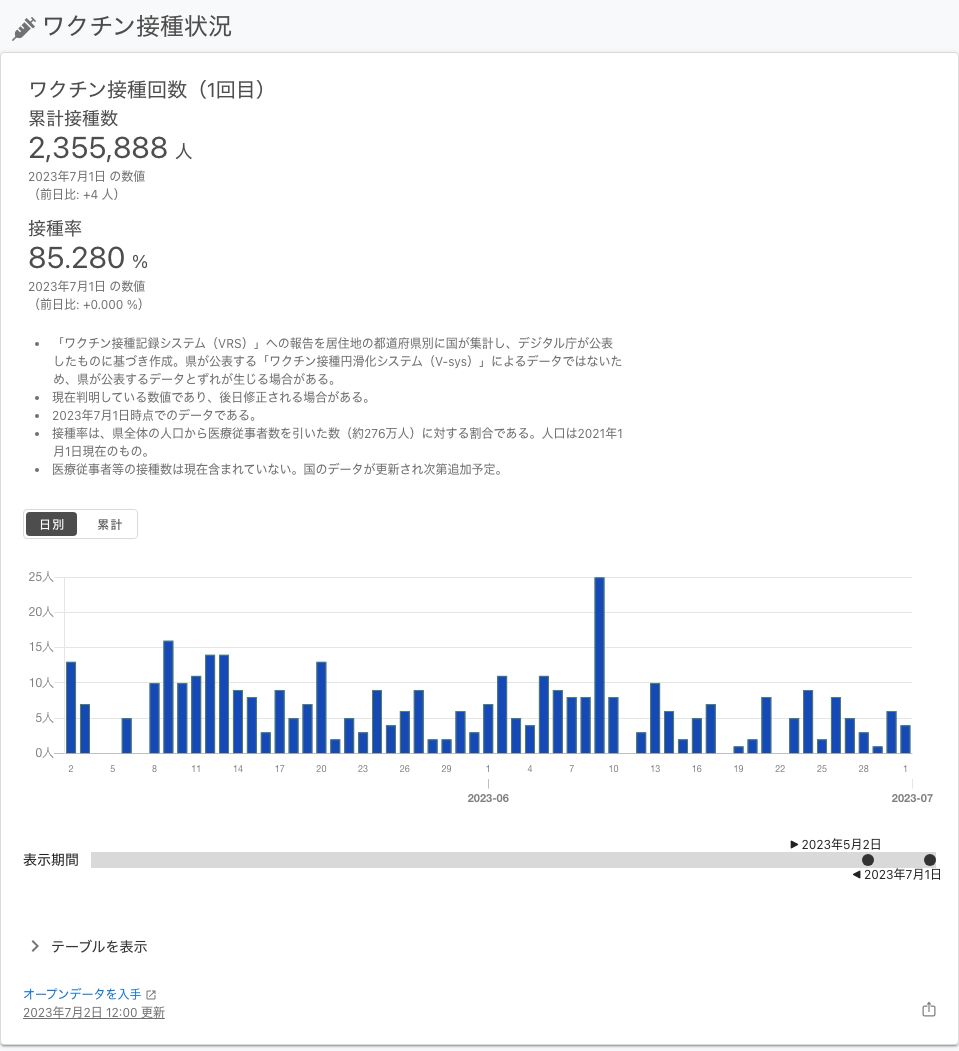 ワクチン接種状況
ワクチン接種回数（1回目）
累計接種数
2,355,888 人
2023年7月1日 の数値
（前日比: +4 人）
接種率
85.280 %
2023年7月1日 の数値
（前日比: +0.000 %）
• 「ワクチン接種記録システム（VRS）」への報告を居住地の都道府県別に国が集計し、デジタル庁が公表
したものに基づき作成。県が公表する「ワクチン接種円滑化システム（V-sys）」によるデータではないた
め、県が公表するデータとずれが生じる場合がある。
• 現在判明している数値であり、後日修正される場合がある。
• 2023年7月1日時点でのデータである。
• 接種率は、県全体の人口から医療従事者数を引いた数（約276万人）に対する割合である。人口は2021年1
月1日現在のもの。
• 医療従事者等の接種数は現在含まれていない。国のデータが更新され次第追加予定。
日別 累計
25人
20人
15人
10人
5人
0人
2 5 8 11 14 17 20 23 26 29 1 4 7 10 13 16 19 22 25 28 1
2023-06 2023-07
▶ 2023年5月2日
表示期間
◀ 2023年7月1日
テーブルを表示
オープンデータを入手
2023年7月2日 12:00 更新